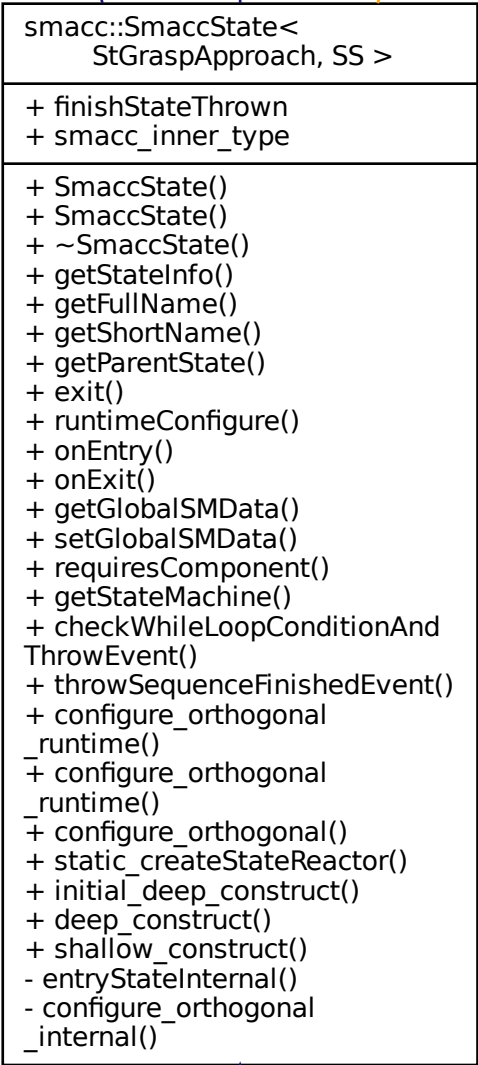 smacc::SmaccState<
StGraspApproach, SS >
+ finishStateThrown
+ smacc_inner_type
+ SmaccState()
+ SmaccState()
+ ~SmaccState()
+ getStateInfo()
+ getFullName()
+ getShortName()
+ getParentState()
+ exit()
+ runtimeConfigure()
+ onEntry()
+ onExit()
+ getGlobalSMData()
+ setGlobalSMData()
+ requiresComponent()
+ getStateMachine()
+ checkWhileLoopConditionAnd
ThrowEvent()
+ throwSequenceFinishedEvent()
+ configure_orthogonal
_runtime()
+ configure_orthogonal
_runtime()
+ configure_orthogonal()
+ static_createStateReactor()
+ initial_deep_construct()
+ deep_construct()
+ shallow_construct()
- entryStateInternal()
- configure_orthogonal
_internal()